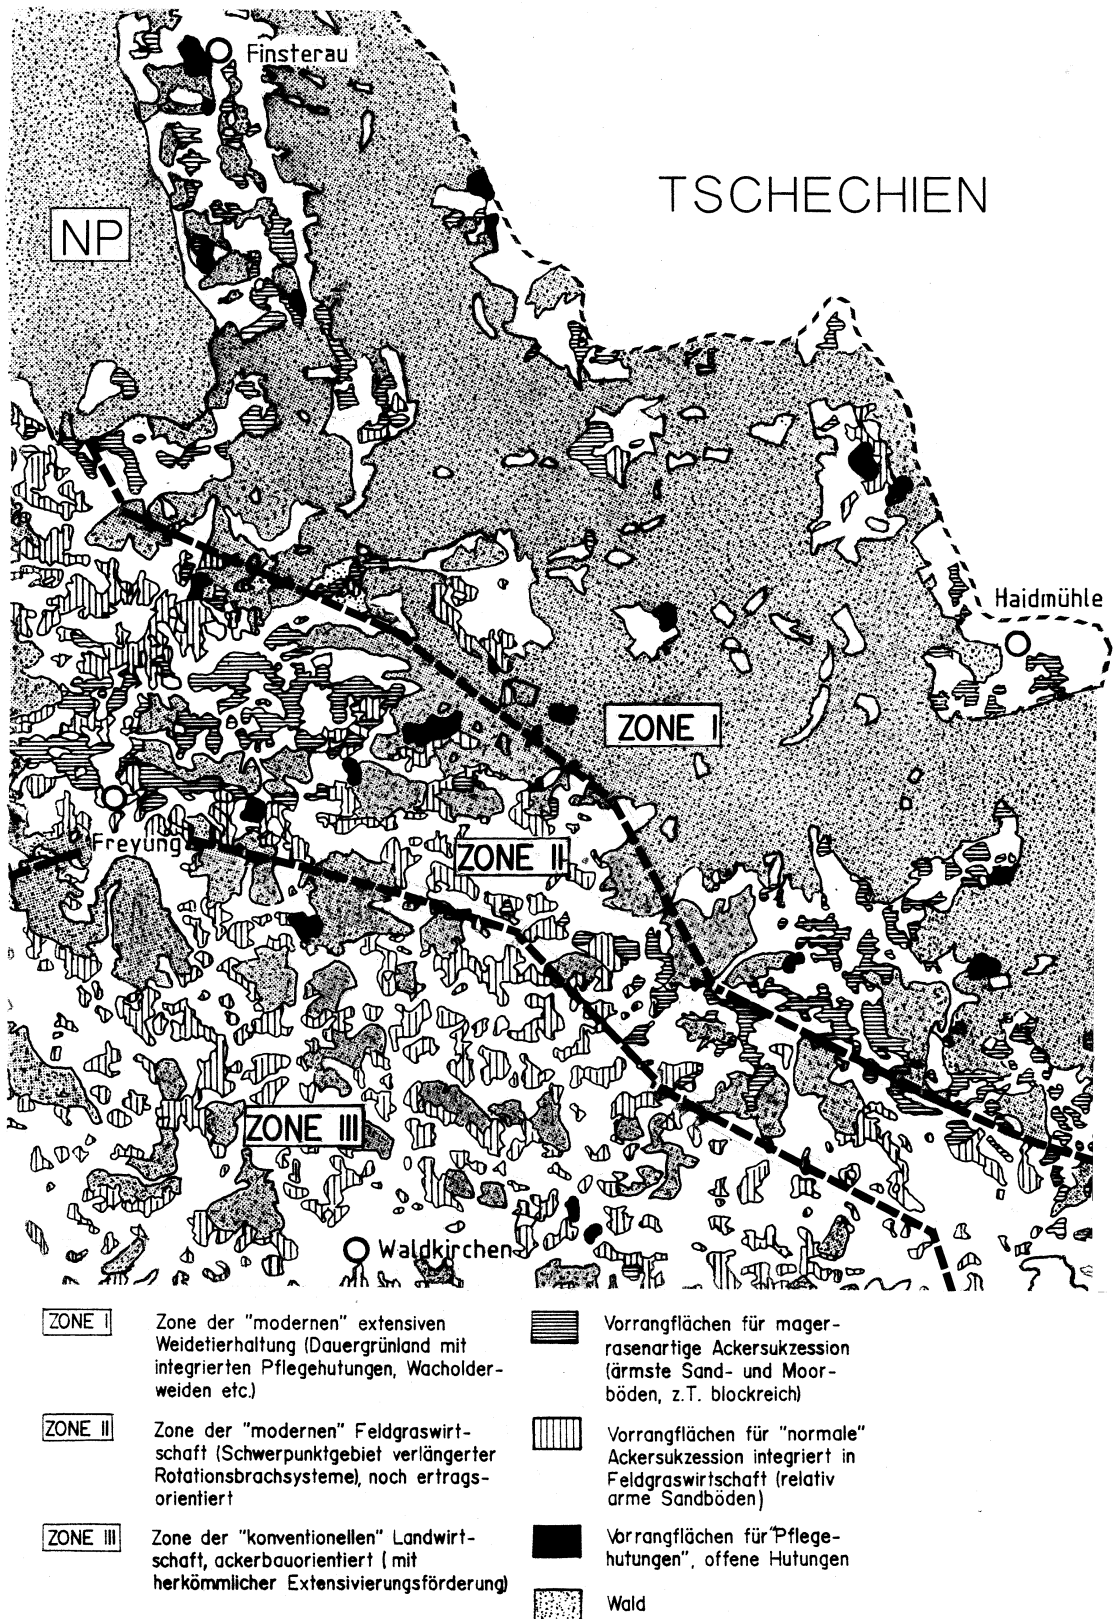 Finsterau
TSCHECHIEN
NP
Haidmühle
ZONE I
Freyung
ZONE II
ZONE III
Waldkirchen
ZONE I
Zone der "modernen" extensiven
Weidetierhaltung (Dauergrünland mit
integrierten Pflegehutungen, Wacholder-
weiden etc.)
ZONE II
Zone der "modernen" Feldgraswirt-
schaft (Schwerpunktgebiet verlängerter
Rotationsbrachsysteme), noch ertrags-
orientiert
ZONE III
Zone der "konventionellen" Landwirt-
schaft, ackerbauorientiert ( mit
herkömmlicher Extensivierungsförderung)
Vorrangflächen für mager-
rasenartige Ackersukzession
(ärmste Sand- und Moor-
böden, z.T. blockreich)
Vorrangflächen für "normale"
Ackersukzession integriert in
Feldgraswirtschaft (relativ
arme Sandböden)
Vorrangflächen für "Pflege-
hutungen", offene Hutungen
Wald